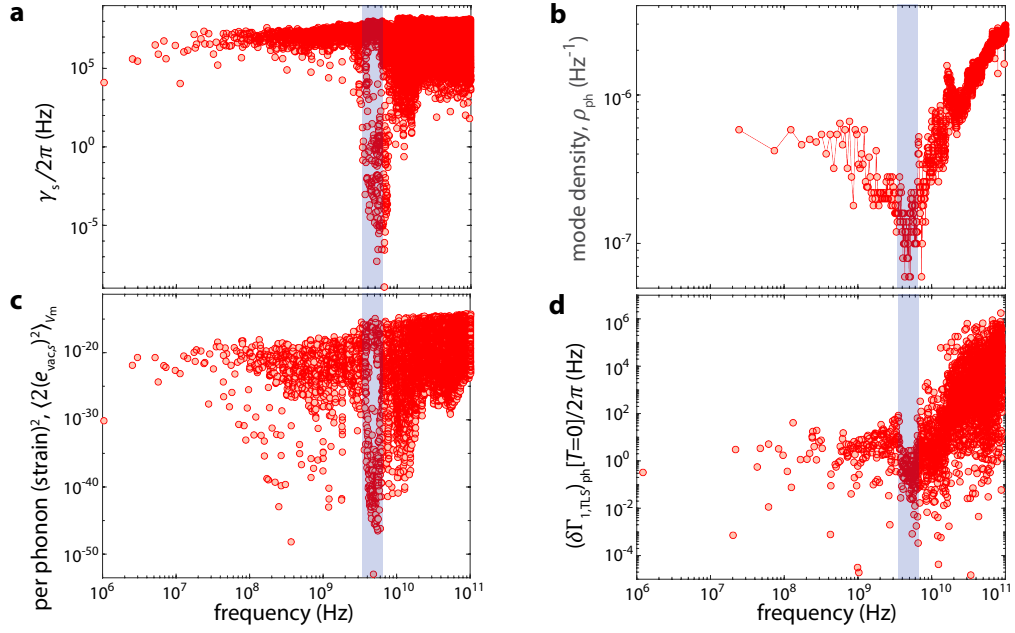 a
γs/2π (Hz)
10^5
10^0
10^-5
b
mode density, ρph (Hz^-1)
10^-6
10^-7
c
per phonon (strain)^2, ⟨2(evac,s)^2⟩Vm
10^-20
10^-30
10^-40
10^-50
10^6 10^7 10^8 10^9 10^10 10^11
frequency (Hz)
d
(δΓ1,TLS)ph[T=0]/2π (Hz)
10^6
10^4
10^2
10^0
10^-2
10^-4
10^6 10^7 10^8 10^9 10^10 10^11
frequency (Hz)